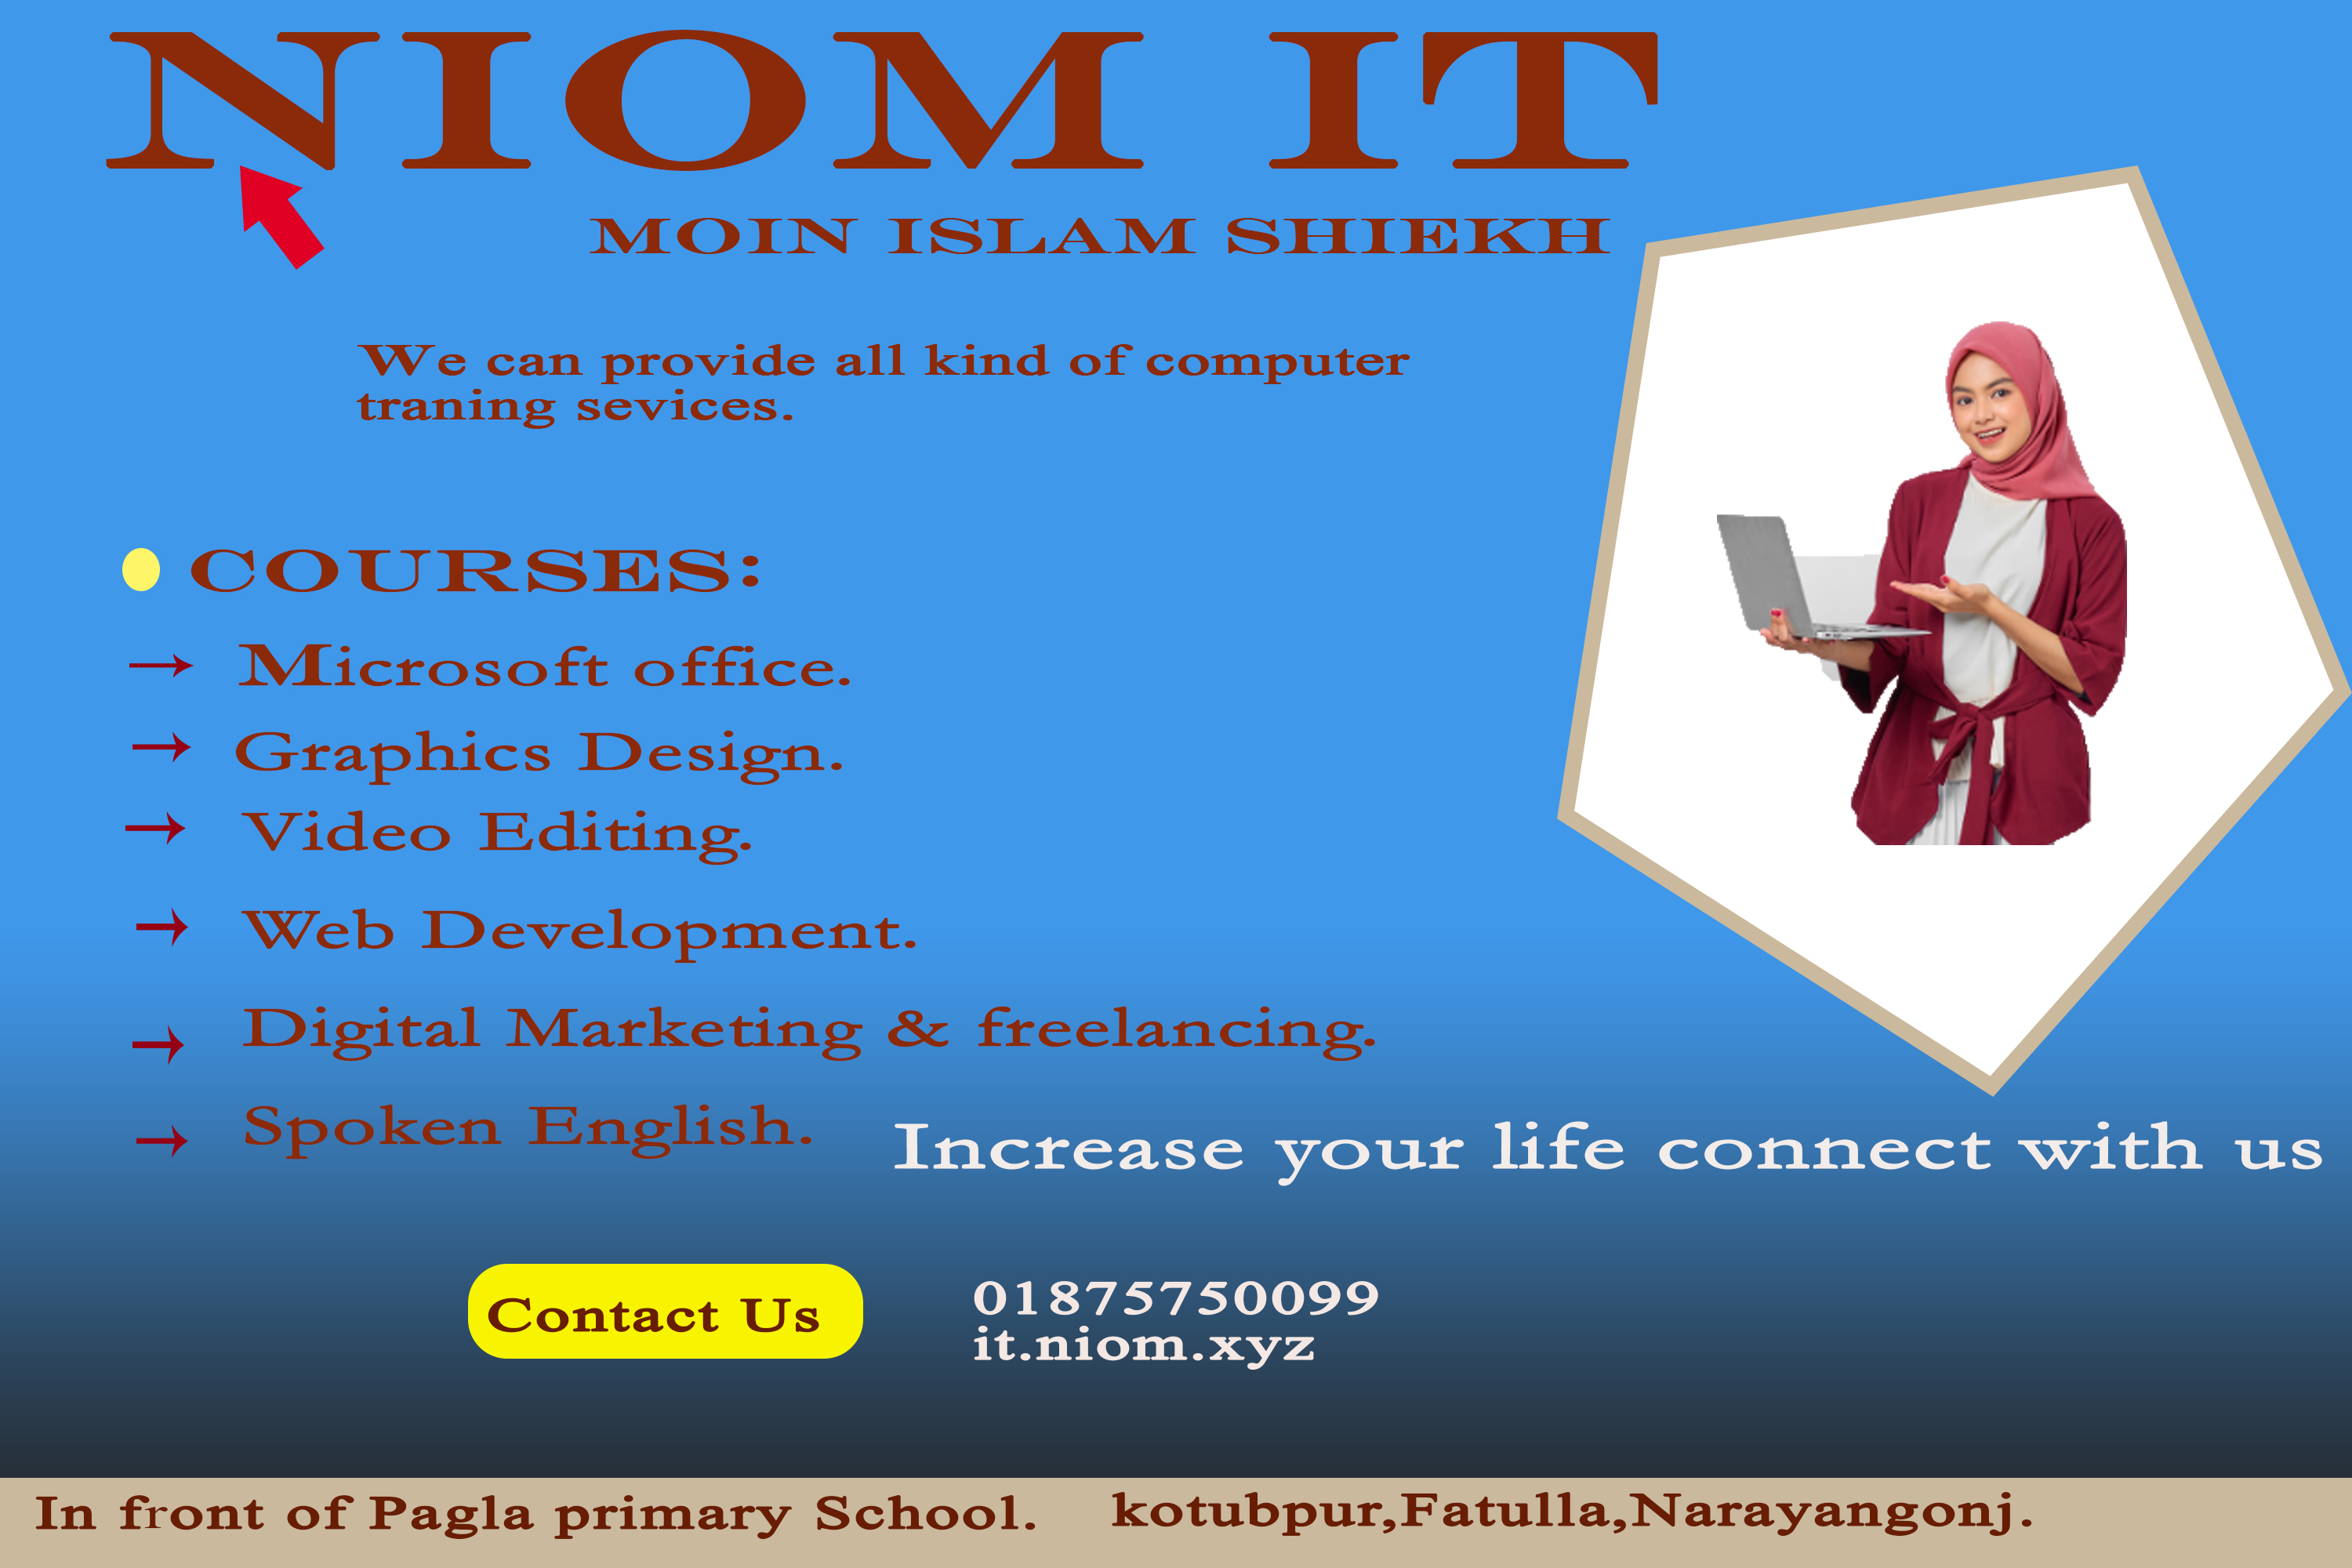 NIOM IT
MOIN ISLAM SHIEKH
We can provide all kind of computer
traning sevices.
COURSES:
Microsoft office.
Graphics Design.
Video Editing.
Web Development.
Digital Marketing & freelancing.
Spoken English.
Increase your life connect with us
Contact Us
01875750099
it.niom.xyz
In front of Pagla primary School. kotubpur,Fatulla,Narayangonj.